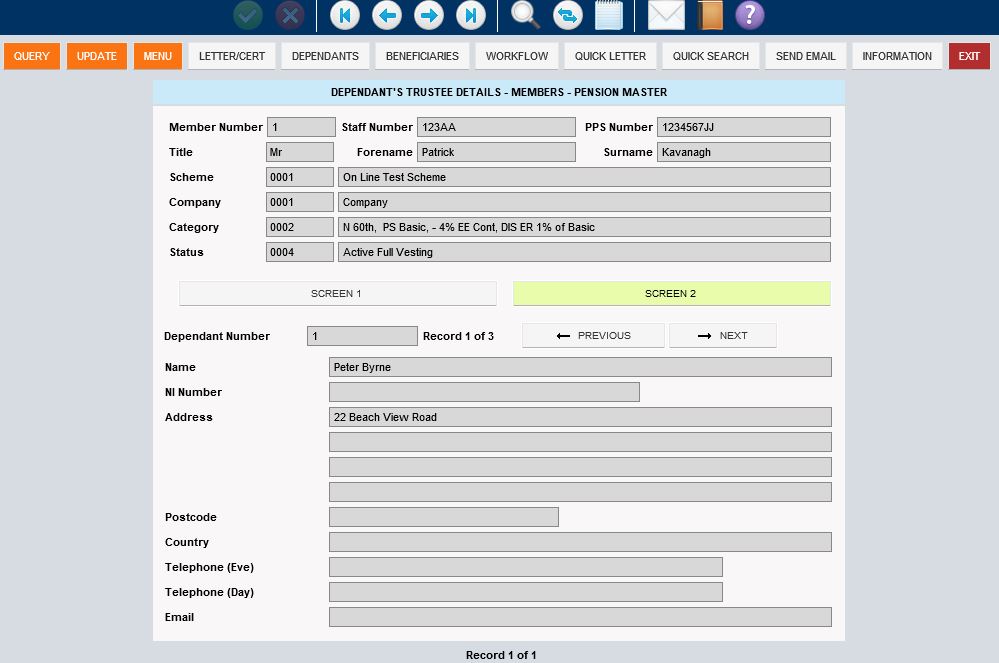 QUERY UPDATE MENU LETTER/CERT DEPENDANTS BENEFICIARIES WORKFLOW QUICK LETTER QUICK SEARCH SEND EMAIL INFORMATION EXIT
DEPENDANT'S TRUSTEE DETAILS - MEMBERS - PENSION MASTER
Member Number 1 Staff Number 123AA PPS Number 1234567JJ
Title Mr Forename Patrick Surname Kavanagh
Scheme 0001 On Line Test Scheme
Company 0001 Company
Category 0002 N 60th, PS Basic, - 4% EE Cont, DIS ER 1% of Basic
Status 0004 Active Full Vesting
SCREEN 1 SCREEN 2
Dependant Number 1 Record 1 of 3 ← PREVIOUS → NEXT
Name Peter Byrne
NI Number
Address 22 Beach View Road
Postcode
Country
Telephone (Eve)
Telephone (Day)
Email
Record 1 of 1